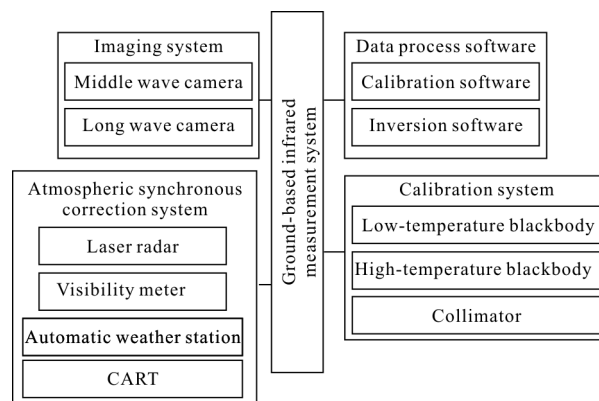 Imaging system
Middle wave camera
Long wave camera
Atmospheric synchronous
correction system
Laser radar
Visibility meter
Automatic weather station
CART
Ground-based infrared
measurement system
Data process software
Calibration software
Inversion software
Calibration system
Low-temperature blackbody
High-temperature blackbody
Collimator